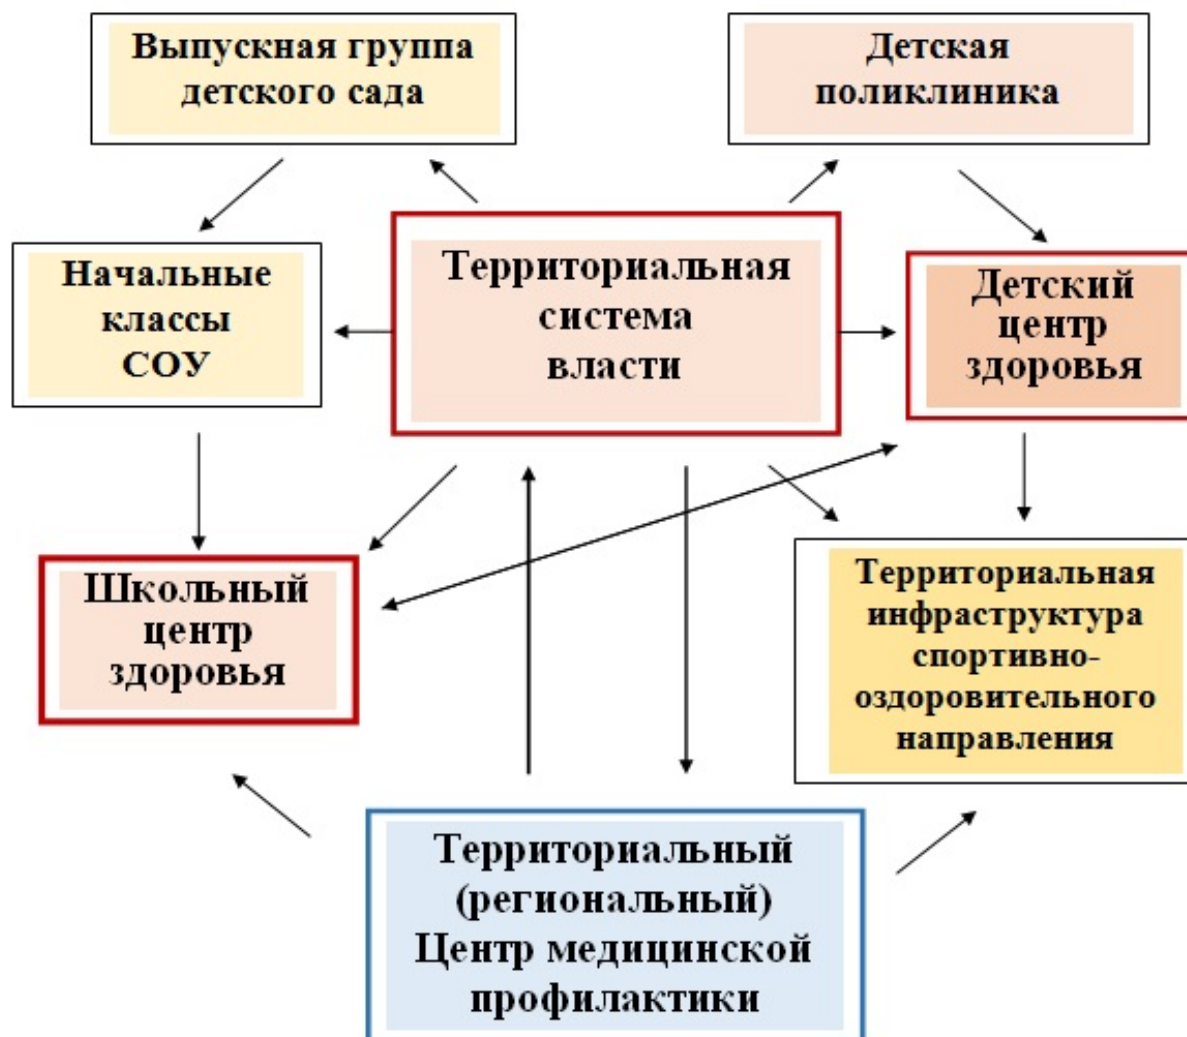 Выпускная группа
детского сада
Детская
поликлиника
Начальные
классы
СОУ
Территориальная
система
власти
Детский
центр
здоровья
Школьный
центр
здоровья
Территориальная
инфраструктура
спортивно-
оздоровительного
направления
Территориальный
(региональный)
Центр медицинской
профилактики